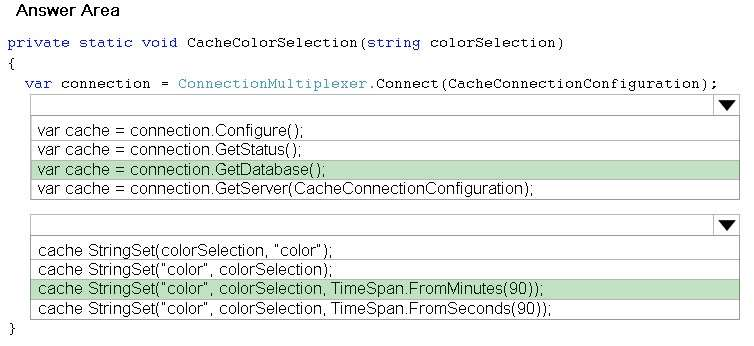 Answer Area
private static void CacheColorSelection(string colorSelection)
{
var connection = ConnectionMultiplexer.Connect(CacheConnectionConfiguration);
var cache = connection.Configure();
var cache = connection.GetStatus();
var cache = connection.GetDatabase();
var cache = connection.GetServer(CacheConnectionConfiguration);
cache StringSet(colorSelection, "color");
cache StringSet("color", colorSelection);
cache StringSet("color", colorSelection, TimeSpan.FromMinutes(90));
cache StringSet("color", colorSelection, TimeSpan.FromSeconds(90));
}